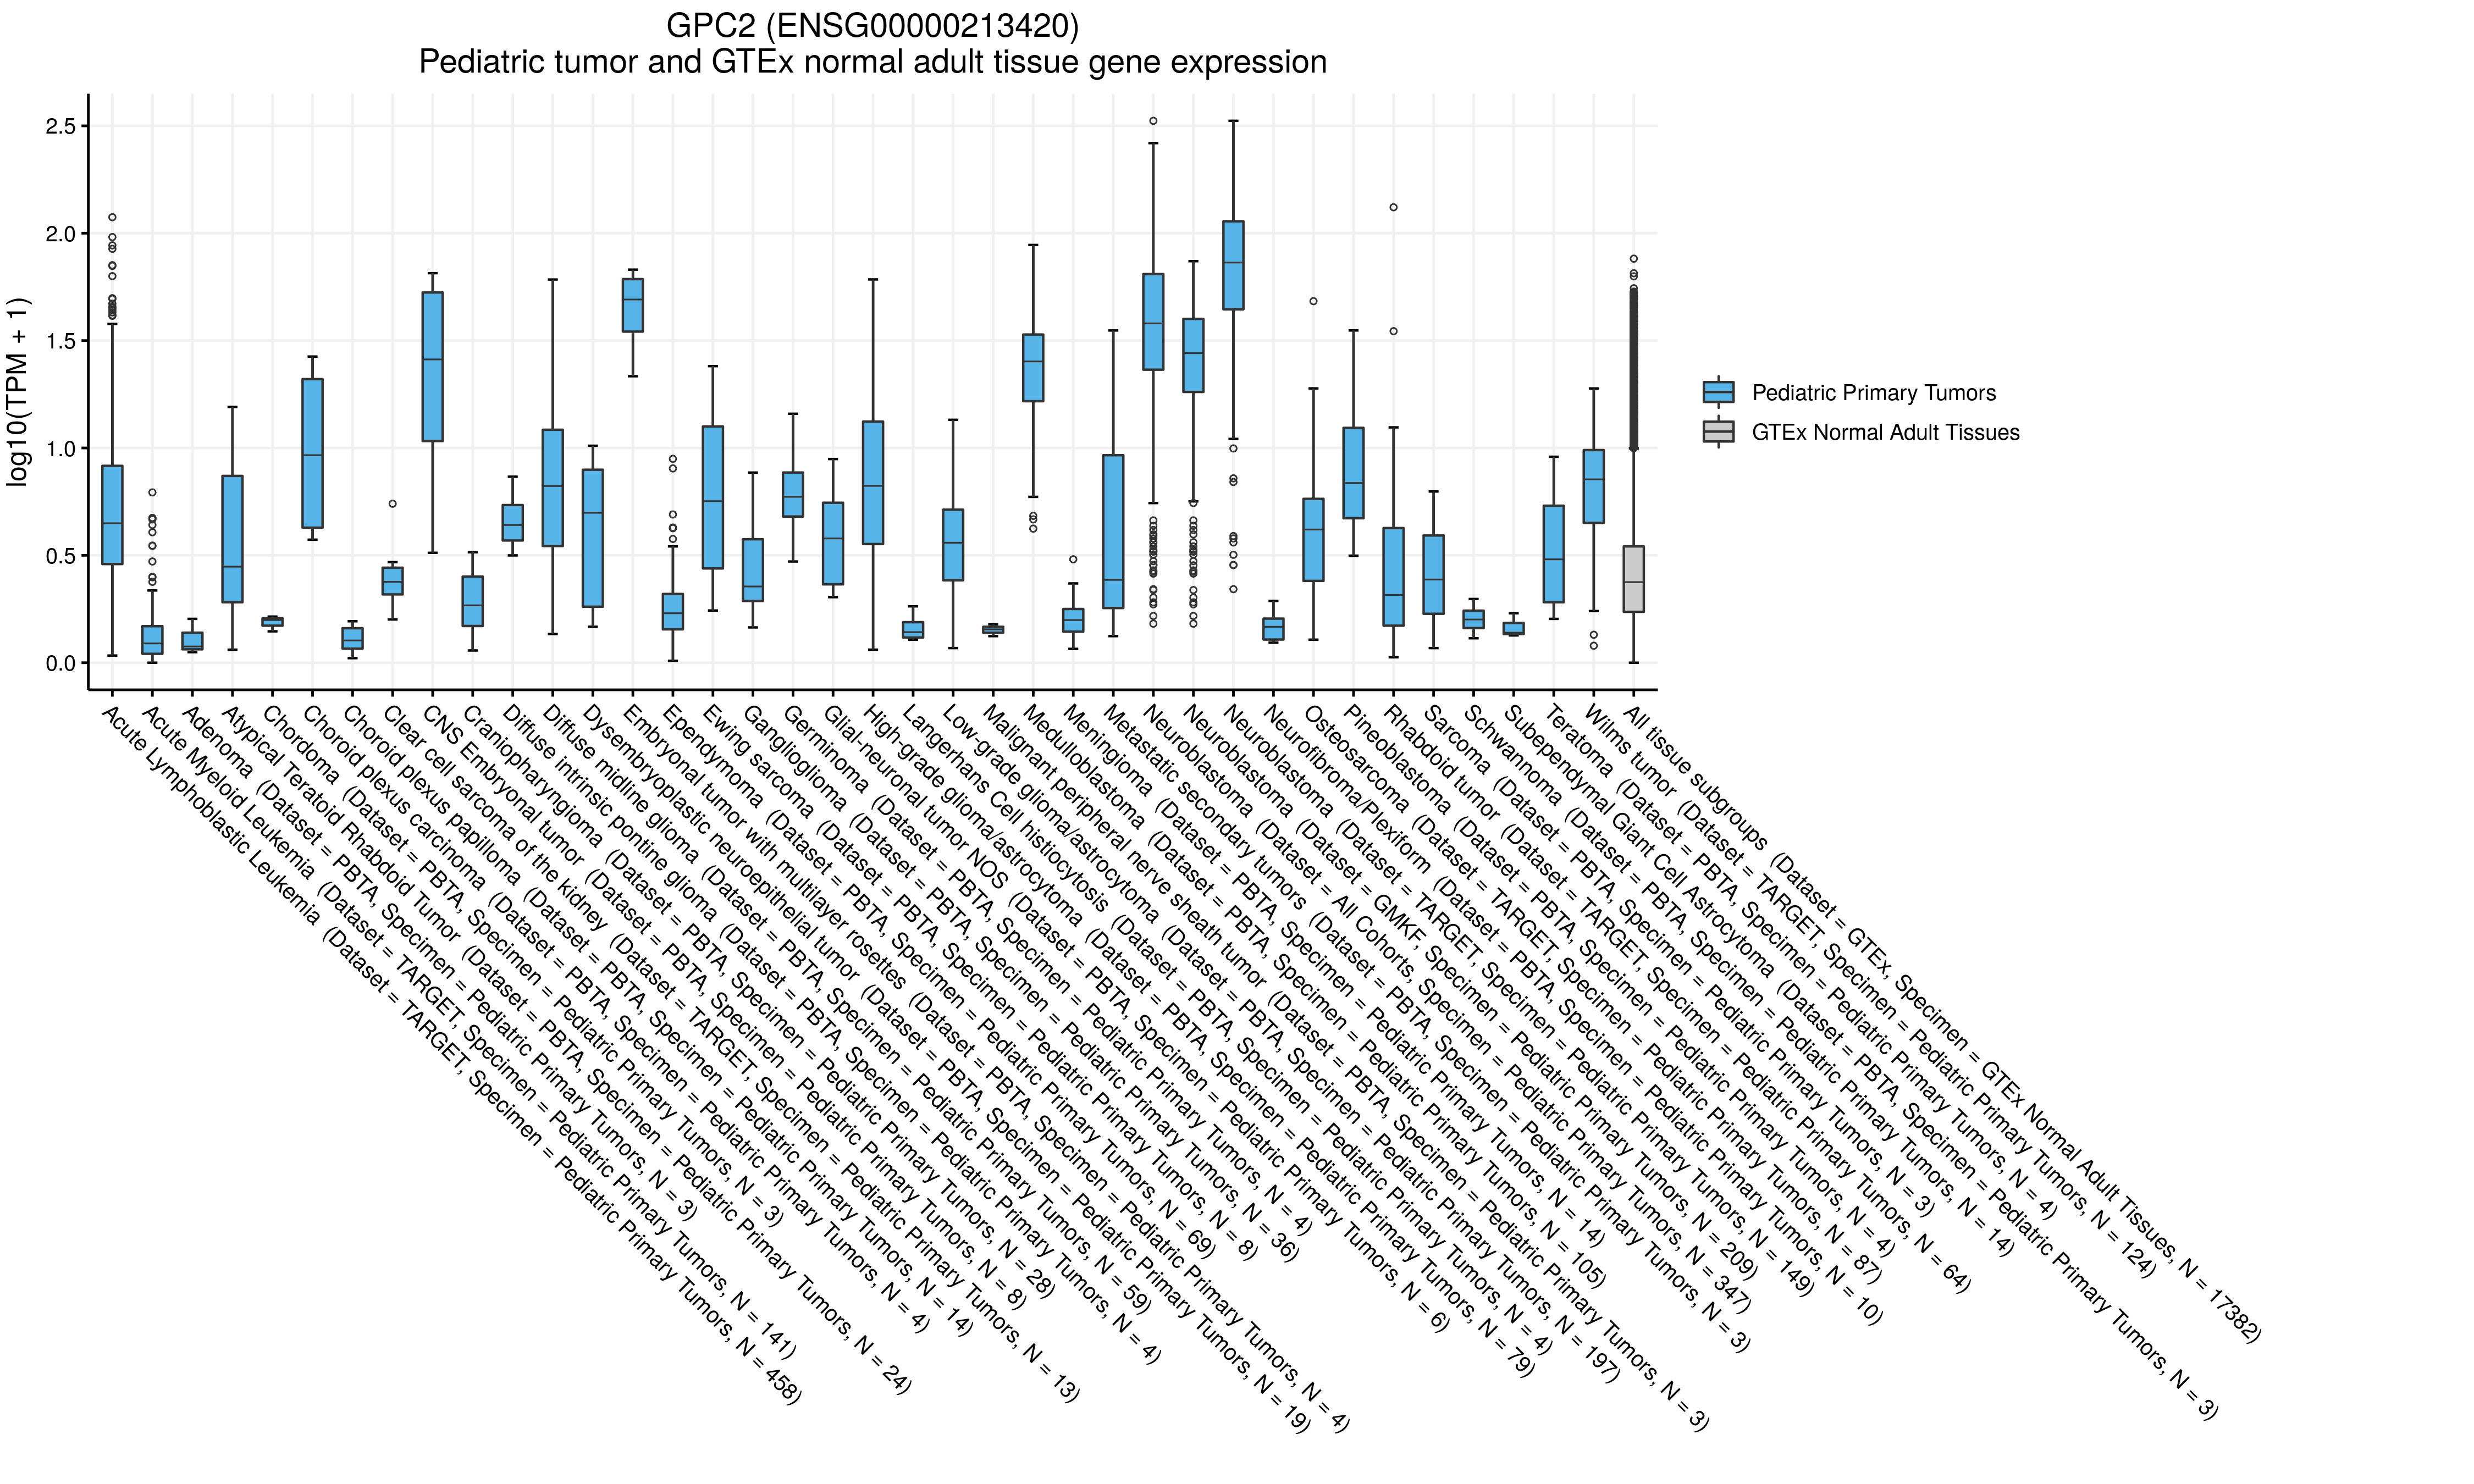 GPC2 (ENSG00000213420)
Pediatric tumor and GTEx normal adult tissue gene expression
log10(TPM + 1)
2.5
2.0
1.5
1.0
0.5
0.0
Pediatric Primary Tumors
GTEx Normal Adult Tissues
Acute Lymphoblastic Leukemia (Dataset = TARGET, Specimen = Pediatric Primary Tumors, N = 458)
Acute Myeloid Leukemia (Dataset = TARGET, Specimen = Pediatric Primary Tumors, N = 141)
Adenoma (Dataset = PBTA, Specimen = Pediatric Primary Tumors, N = 3)
Atypical Teratoid Rhabdoid Tumor (Dataset = PBTA, Specimen = Pediatric Primary Tumors, N = 24)
Chordoma (Dataset = PBTA, Specimen = Pediatric Primary Tumors, N = 3)
Choroid plexus carcinoma (Dataset = PBTA, Specimen = Pediatric Primary Tumors, N = 4)
Choroid plexus papilloma (Dataset = PBTA, Specimen = Pediatric Primary Tumors, N = 14)
Clear cell sarcoma of the kidney (Dataset = TARGET, Specimen = Pediatric Primary Tumors, N = 13)
CNS Embryonal tumor (Dataset = PBTA, Specimen = Pediatric Primary Tumors, N = 8)
Craniopharyngioma (Dataset = PBTA, Specimen = Pediatric Primary Tumors, N = 28)
Diffuse intrinsic pontine glioma (Dataset = PBTA, Specimen = Pediatric Primary Tumors, N = 4)
Diffuse midline glioma (Dataset = PBTA, Specimen = Pediatric Primary Tumors, N = 59)
Dysembryoplastic neuroepithelial tumor (Dataset = PBTA, Specimen = Pediatric Primary Tumors, N = 19)
Embryonal tumor with multilayer rosettes (Dataset = PBTA, Specimen = Pediatric Primary Tumors, N = 4)
Ependymoma (Dataset = PBTA, Specimen = Pediatric Primary Tumors, N = 69)
Ewing sarcoma (Dataset = PBTA, Specimen = Pediatric Primary Tumors, N = 8)
Ganglioglioma (Dataset = PBTA, Specimen = Pediatric Primary Tumors, N = 36)
Germinoma (Dataset = PBTA, Specimen = Pediatric Primary Tumors, N = 4)
Glial-neuronal tumor NOS (Dataset = PBTA, Specimen = Pediatric Primary Tumors, N = 6)
High-grade glioma/astrocytoma (Dataset = PBTA, Specimen = Pediatric Primary Tumors, N = 79)
Langerhans Cell histiocytosis (Dataset = PBTA, Specimen = Pediatric Primary Tumors, N = 4)
Low-grade glioma/astrocytoma (Dataset = PBTA, Specimen = Pediatric Primary Tumors, N = 197)
Malignant peripheral nerve sheath tumor (Dataset = PBTA, Specimen = Pediatric Primary Tumors, N = 3)
Medulloblastoma (Dataset = PBTA, Specimen = Pediatric Primary Tumors, N = 105)
Meningioma (Dataset = PBTA, Specimen = Pediatric Primary Tumors, N = 14)
Metastatic secondary tumors (Dataset = PBTA, Specimen = Pediatric Primary Tumors, N = 3)
Neuroblastoma (Dataset = All Cohorts, Specimen = Pediatric Primary Tumors, N = 347)
Neuroblastoma (Dataset = GMKF, Specimen = Pediatric Primary Tumors, N = 209)
Neuroblastoma (Dataset = TARGET, Specimen = Pediatric Primary Tumors, N = 149)
Neurofibroma/Plexiform (Dataset = PBTA, Specimen = Pediatric Primary Tumors, N = 10)
Osteosarcoma (Dataset = TARGET, Specimen = Pediatric Primary Tumors, N = 87)
Pineoblastoma (Dataset = PBTA, Specimen = Pediatric Primary Tumors, N = 4)
Rhabdoid tumor (Dataset = TARGET, Specimen = Pediatric Primary Tumors, N = 64)
Sarcoma (Dataset = PBTA, Specimen = Pediatric Primary Tumors, N = 3)
Schwannoma (Dataset = PBTA, Specimen = Pediatric Primary Tumors, N = 14)
Subependymal Giant Cell Astrocytoma (Dataset = PBTA, Specimen = Pediatric Primary Tumors, N = 3)
Teratoma (Dataset = PBTA, Specimen = Pediatric Primary Tumors, N = 4)
Wilms tumor (Dataset = TARGET, Specimen = Pediatric Primary Tumors, N = 124)
All tissue subgroups (Dataset = GTEx, Specimen = GTEx Normal Adult Tissues, N = 17382)